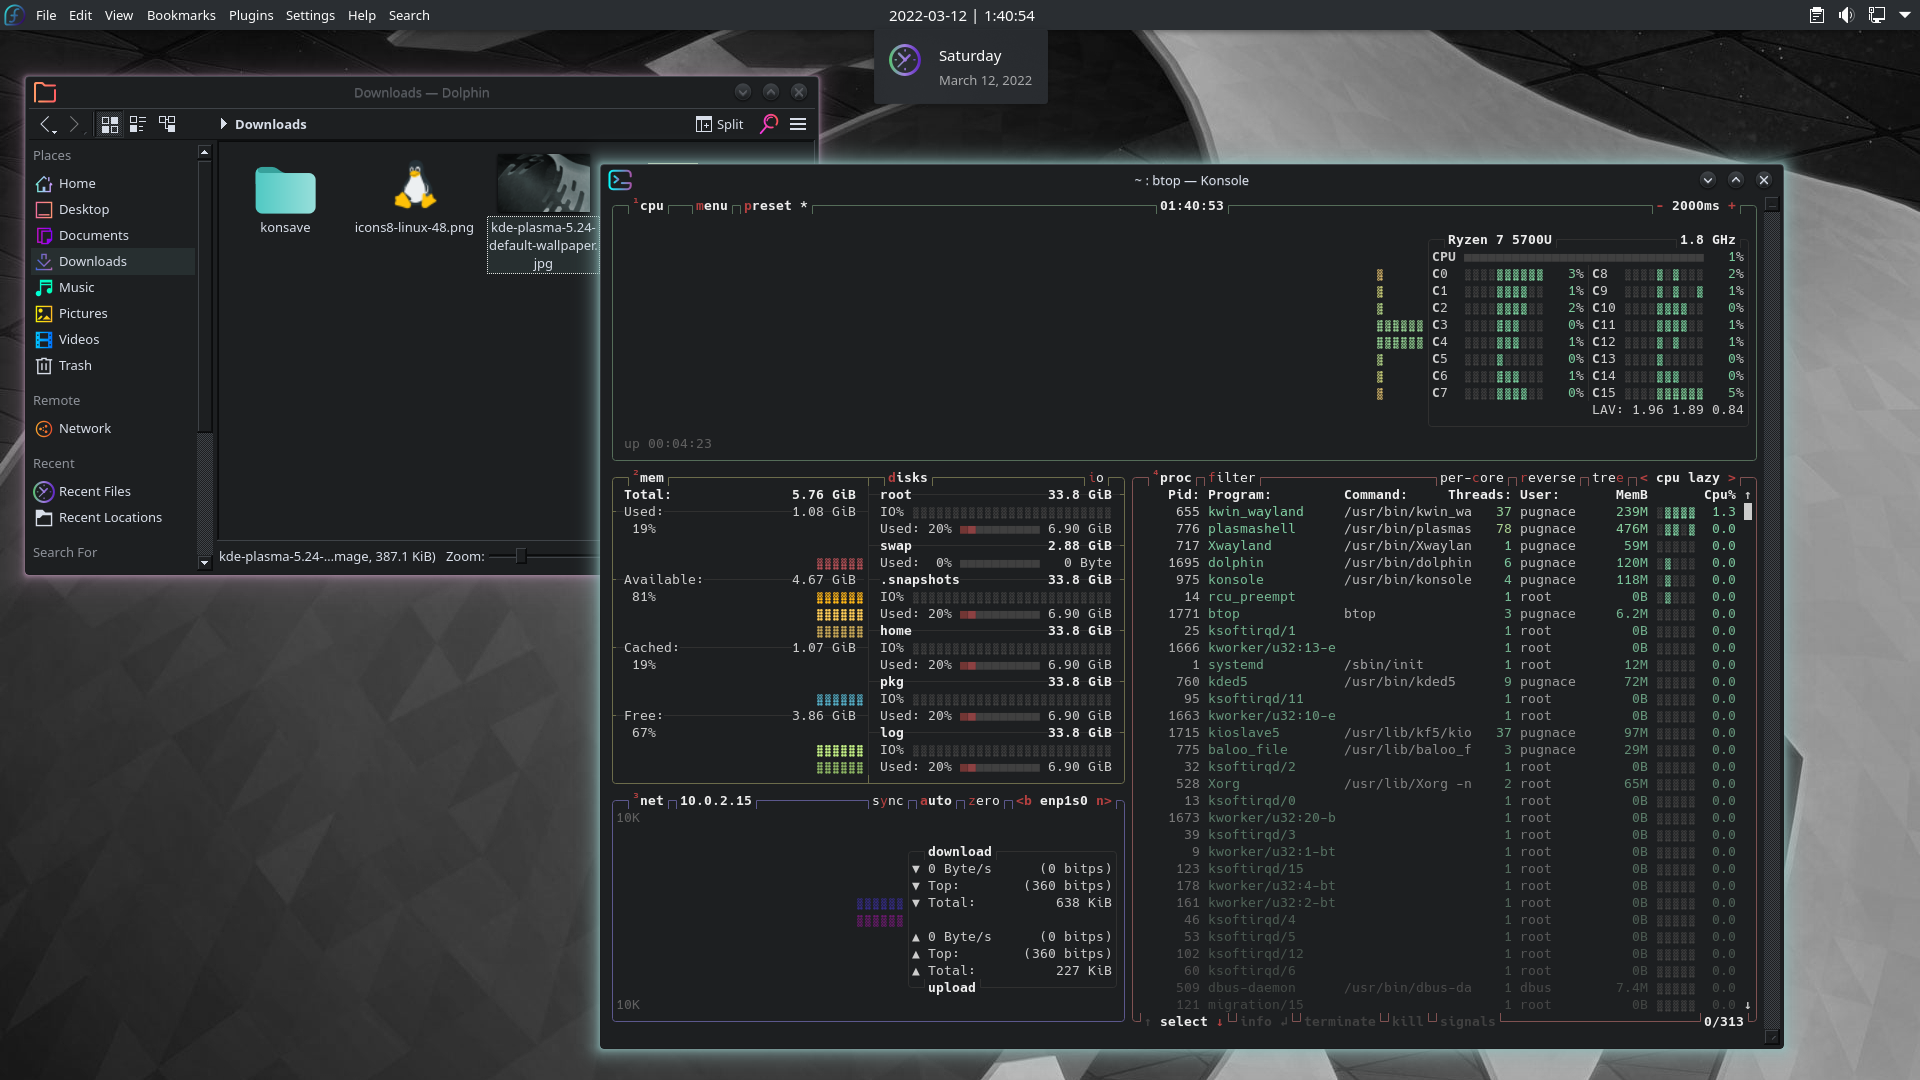 File Edit View Bookmarks Plugins Settings Help Search
2022-03-12 | 1:40:54
Saturday
March 12, 2022
Downloads — Dolphin
Downloads
Split
Places
Home
Desktop
Documents
Downloads
Music
Pictures
Videos
Trash
Remote
Network
Recent
Recent Files
Recent Locations
Search For
konsave
icons8-linux-48.png
kde-plasma-5.24-
default-wallpaper.
jpg
kde-plasma-5.24-...mage, 387.1 KiB) Zoom:
~ : btop — Konsole
1cpu menu preset * 01:40:53 - 2000ms +
Ryzen 7 5700U 1.8 GHz
CPU 1%
C0 3% C8 2%
C1 1% C9 1%
C2 2% C10 0%
C3 0% C11 1%
C4 1% C12 1%
C5 0% C13 0%
C6 1% C14 0%
C7 0% C15 5%
LAV: 1.96 1.89 0.84
up 00:04:23
2mem
Total: 5.76 GiB
Used: 1.08 GiB
19%
Available: 4.67 GiB
81%
Cached: 1.07 GiB
19%
Free: 3.86 GiB
67%
disks io
root 33.8 GiB
IO%
Used: 20% 6.90 GiB
swap 2.88 GiB
Used: 0% 0 Byte
.snapshots 33.8 GiB
IO%
Used: 20% 6.90 GiB
home 33.8 GiB
IO%
Used: 20% 6.90 GiB
pkg 33.8 GiB
IO%
Used: 20% 6.90 GiB
log 33.8 GiB
IO%
Used: 20% 6.90 GiB
3net 10.0.2.15 sync auto zero <b enp1s0 n>
10K
download
▼ 0 Byte/s (0 bitps)
▼ Top: (360 bitps)
▼ Total: 638 KiB
▲ 0 Byte/s (0 bitps)
▲ Top: (360 bitps)
▲ Total: 227 KiB
upload
10K
4proc filter per-core reverse tree < cpu lazy >
Pid: Program: Command: Threads: User: MemB Cpu% ↑
655 kwin_wayland /usr/bin/kwin_wa 37 pugnace 239M 1.3
776 plasmashell /usr/bin/plasmas 78 pugnace 476M 0.0
717 Xwayland /usr/bin/Xwaylan 1 pugnace 59M 0.0
1695 dolphin /usr/bin/dolphin 6 pugnace 120M 0.0
975 konsole /usr/bin/konsole 4 pugnace 118M 0.0
14 rcu_preempt 1 root 0B 0.0
1771 btop btop 3 pugnace 6.2M 0.0
25 ksoftirqd/1 1 root 0B 0.0
1666 kworker/u32:13-e 1 root 0B 0.0
1 systemd /sbin/init 1 root 12M 0.0
760 kded5 /usr/bin/kded5 9 pugnace 72M 0.0
95 ksoftirqd/11 1 root 0B 0.0
1663 kworker/u32:10-e 1 root 0B 0.0
1715 kioslave5 /usr/lib/kf5/kio 37 pugnace 97M 0.0
775 baloo_file /usr/lib/baloo_f 3 pugnace 29M 0.0
32 ksoftirqd/2 1 root 0B 0.0
528 Xorg /usr/lib/Xorg -n 2 root 65M 0.0
13 ksoftirqd/0 1 root 0B 0.0
1673 kworker/u32:20-b 1 root 0B 0.0
39 ksoftirqd/3 1 root 0B 0.0
9 kworker/u32:1-bt 1 root 0B 0.0
123 ksoftirqd/15 1 root 0B 0.0
178 kworker/u32:4-bt 1 root 0B 0.0
161 kworker/u32:2-bt 1 root 0B 0.0
46 ksoftirqd/4 1 root 0B 0.0
53 ksoftirqd/5 1 root 0B 0.0
102 ksoftirqd/12 1 root 0B 0.0
60 ksoftirqd/6 1 root 0B 0.0
509 dbus-daemon /usr/bin/dbus-da 1 dbus 7.4M 0.0
121 migration/15 1 root 0B 0.0 ↓
↑ select ↓ info ↲ terminate kill signals 0/313